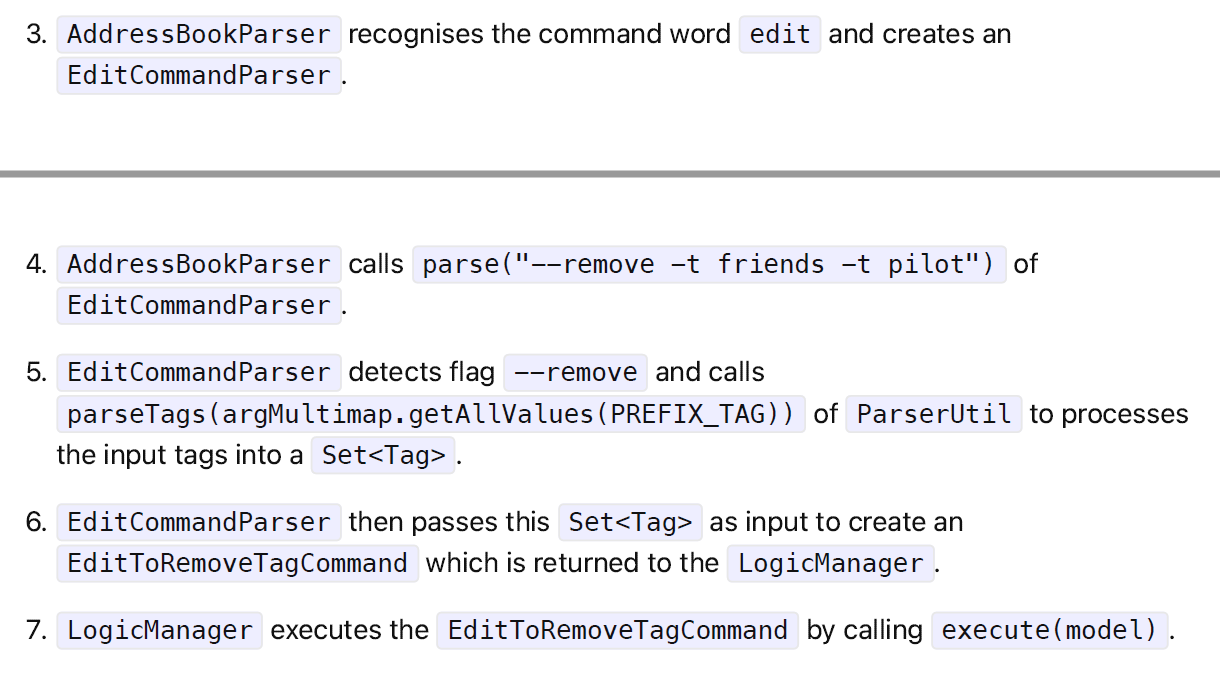 3. AddressBookParser recognises the command word edit and creates an
EditCommandParser.
4. AddressBookParser calls parse("--remove -t friends -t pilot") of
EditCommandParser.
5. EditCommandParser detects flag --remove and calls
parseTags(argMultimap.getAllValues(PREFIX_TAG)) of ParserUtil to processes
the input tags into a Set<Tag>.
6. EditCommandParser then passes this Set<Tag> as input to create an
EditToRemoveTagCommand which is returned to the LogicManager.
7. LogicManager executes the EditToRemoveTagCommand by calling execute(model).